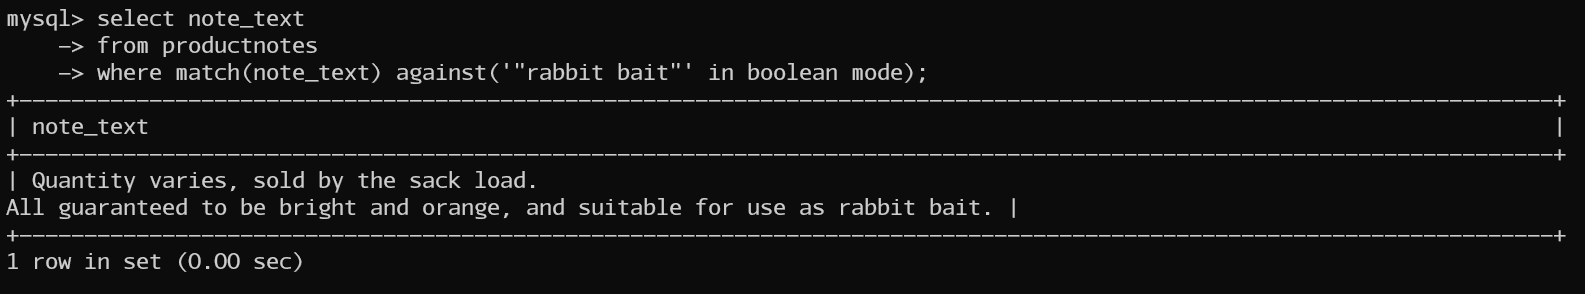 mysql> select note_text
    -> from productnotes
    -> where match(note_text) against('"rabbit bait"' in boolean mode);
+----------------------------------------------------------------------------------------------------------------------+
| note_text                                                                                                            |
+----------------------------------------------------------------------------------------------------------------------+
| Quantity varies, sold by the sack load.
All guaranteed to be bright and orange, and suitable for use as rabbit bait. |
+----------------------------------------------------------------------------------------------------------------------+
1 row in set (0.00 sec)